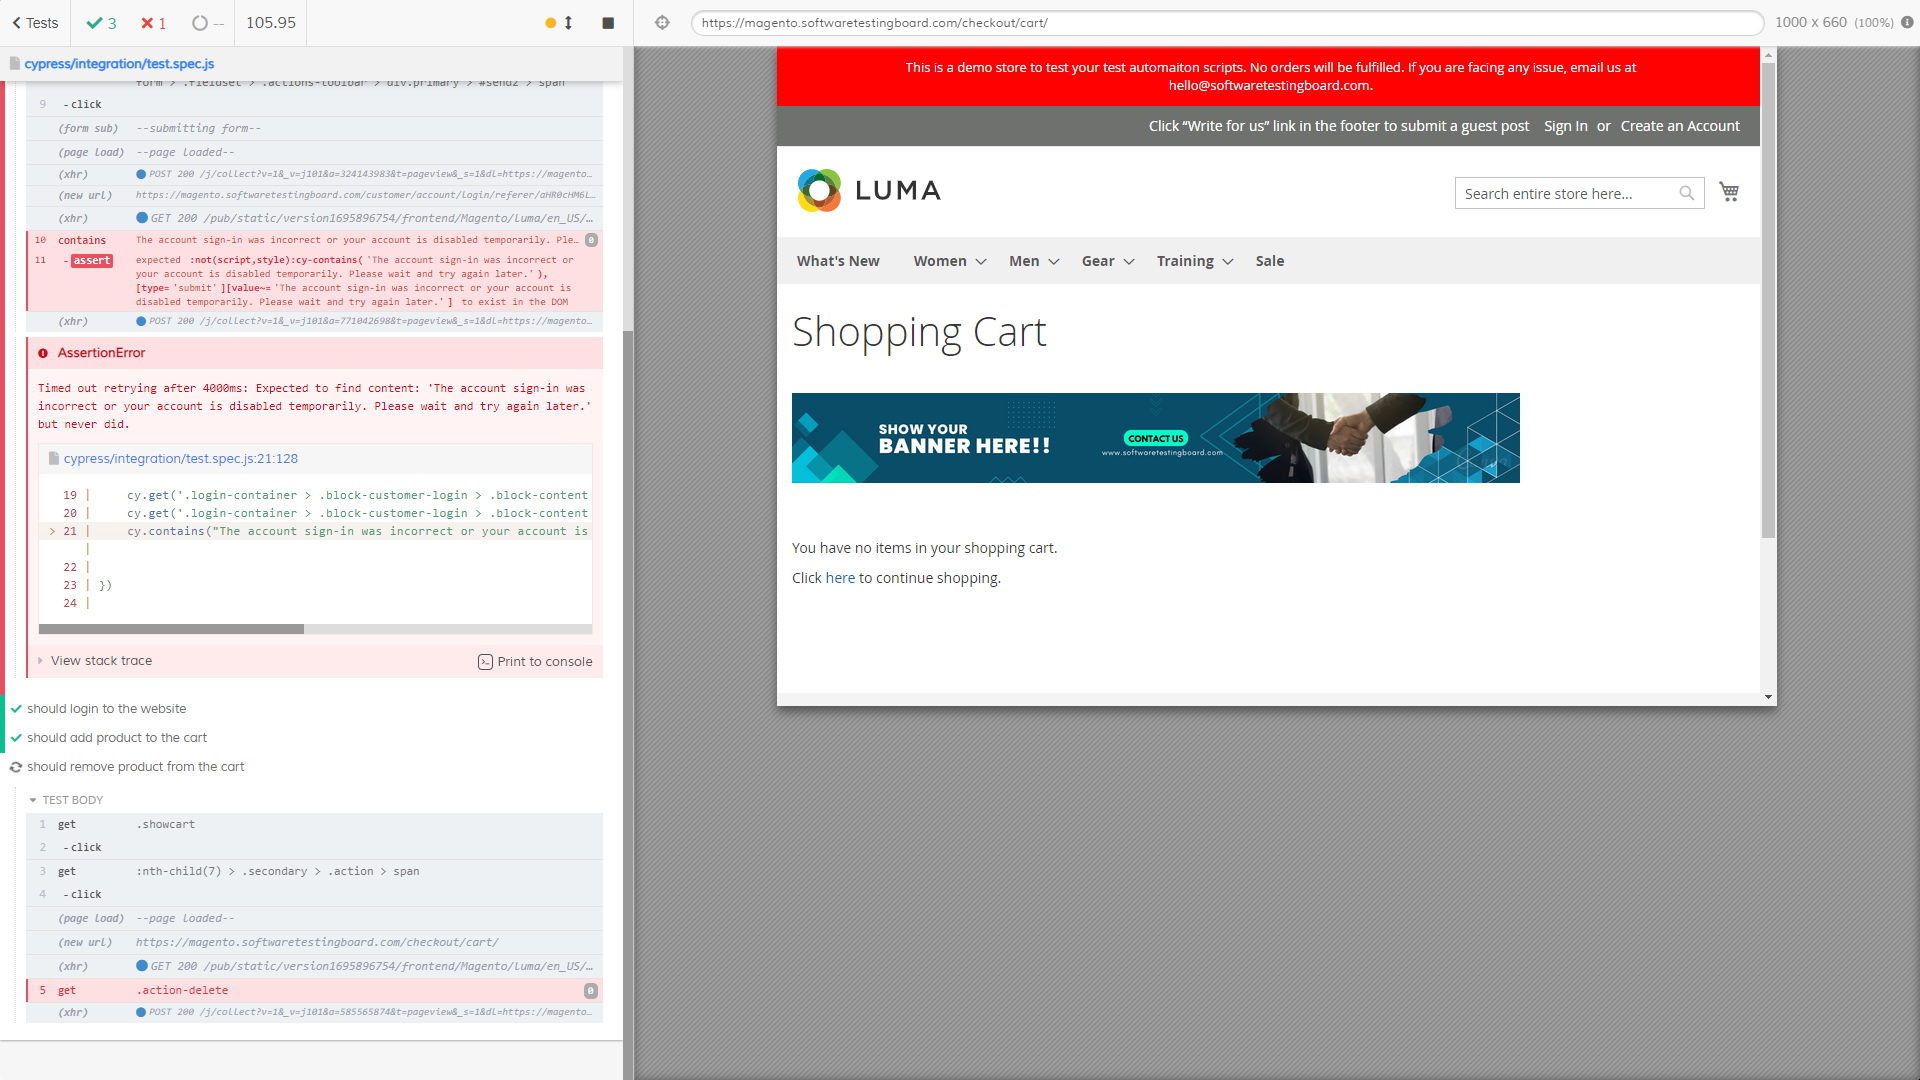 Tests
3
1
--
105.95
https://magento.softwaretestingboard.com/checkout/cart/
1000 x 660 (100%)
cypress/integration/test.spec.js
form > .fieldset > .actions-toolbar > div.primary > #send2 > span
9 -click
(form sub) --submitting form--
(page load) --page loaded--
(xhr) POST 200 /j/collect?v=1&_v=j101&a=324143983&t=pageview&_s=1&dl=https://magento...
(new url) https://magento.softwaretestingboard.com/customer/account/login/referer/aHR0cHM6L...
(xhr) GET 200 /pub/static/version1695896754/frontend/Magento/luma/en_US/...
10 contains The account sign-in was incorrect or your account is disabled temporarily. Ple... 0
11 -assert expected :not(script,style):cy-contains('The account sign-in was incorrect or
your account is disabled temporarily. Please wait and try again later.'),
[type='submit'][value~='The account sign-in was incorrect or your account is
disabled temporarily. Please wait and try again later.'] to exist in the DOM
(xhr) POST 200 /j/collect?v=1&_v=j101&a=771042698&t=pageview&_s=1&dl=https://magento...
AssertionError
Timed out retrying after 4000ms: Expected to find content: 'The account sign-in was
incorrect or your account is disabled temporarily. Please wait and try again later.'
but never did.
cypress/integration/test.spec.js:21:128
19 | cy.get('.login-container > .block-customer-login > .block-content
20 | cy.get('.login-container > .block-customer-login > .block-content
> 21 | cy.contains("The account sign-in was incorrect or your account is
|
22 |
23 | })
24 |
View stack trace
Print to console
should login to the website
should add product to the cart
should remove product from the cart
TEST BODY
1 get .showcart
2 -click
3 get :nth-child(7) > .secondary > .action > span
4 -click
(page load) --page loaded--
(new url) https://magento.softwaretestingboard.com/checkout/cart/
(xhr) GET 200 /pub/static/version1695896754/frontend/Magento/luma/en_US/...
5 get .action-delete 0
(xhr) POST 200 /j/collect?v=1&_v=j101&a=585565874&t=pageview&_s=1&dl=https://magento...
This is a demo store to test your test automaiton scripts. No orders will be fulfilled. If you are facing any issue, email us at
hello@softwaretestingboard.com.
Click “Write for us” link in the footer to submit a guest post Sign In or Create an Account
LUMA
Search entire store here...
What's New Women Men Gear Training Sale
Shopping Cart
SHOW YOUR
BANNER HERE!!
CONTACT US
www.softwaretestingboard.com
You have no items in your shopping cart.
Click here to continue shopping.